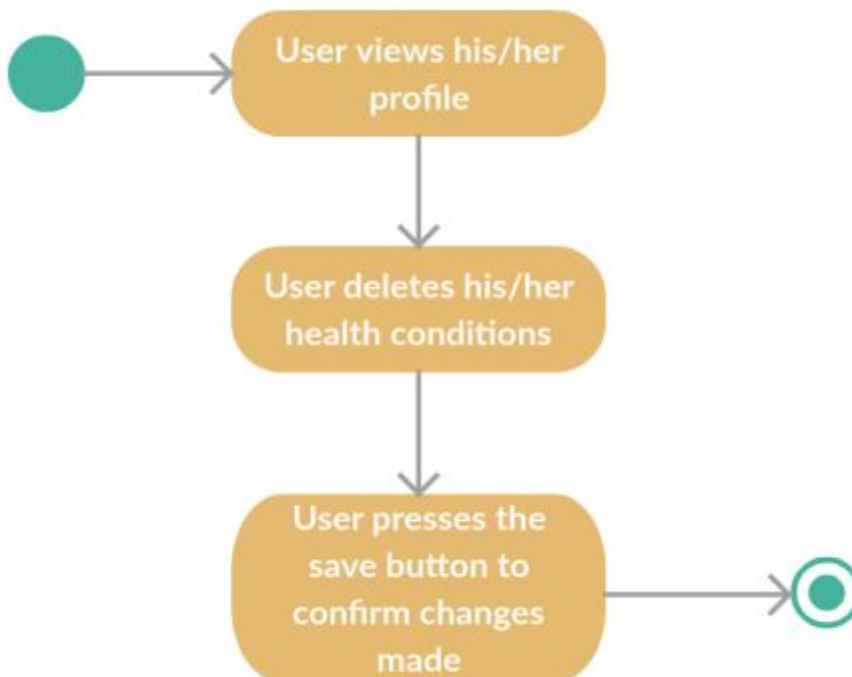 User views his/her
profile
User deletes his/her
health conditions
User presses the
save button to
confirm changes
made